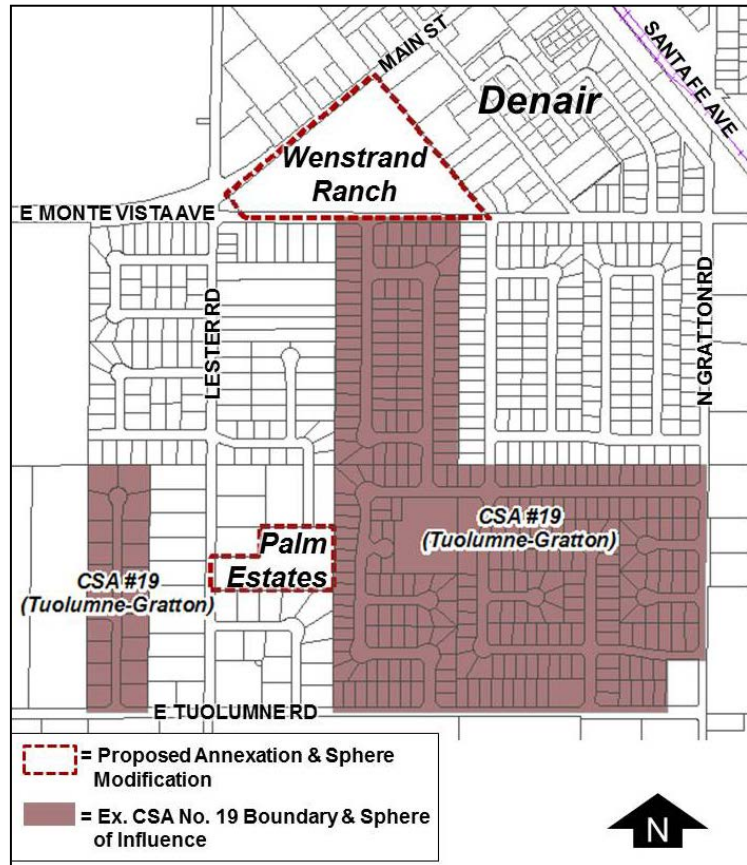 MAIN ST
SANTA FE AVE
Denair
Wenstrand
Ranch
E MONTE VISTA AVE
LESTER RD
N GRATTON RD
CSA #19
(Tuolumne-Gratton)
Palm
Estates
CSA #19
(Tuolumne-Gratton)
E TUOLUMNE RD
= Proposed Annexation & Sphere
Modification
= Ex. CSA No. 19 Boundary & Sphere
of Influence
N